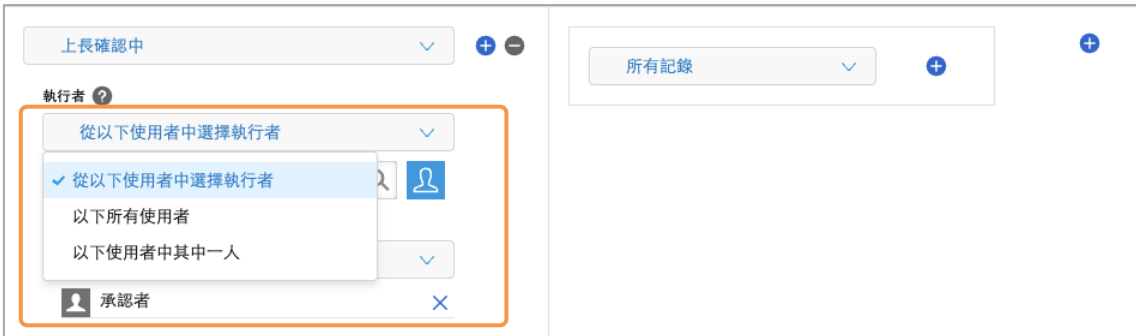 上長確認中
所有記錄
執行者 ?
從以下使用者中選擇執行者
從以下使用者中選擇執行者
以下所有使用者
以下使用者中其中一人
承認者